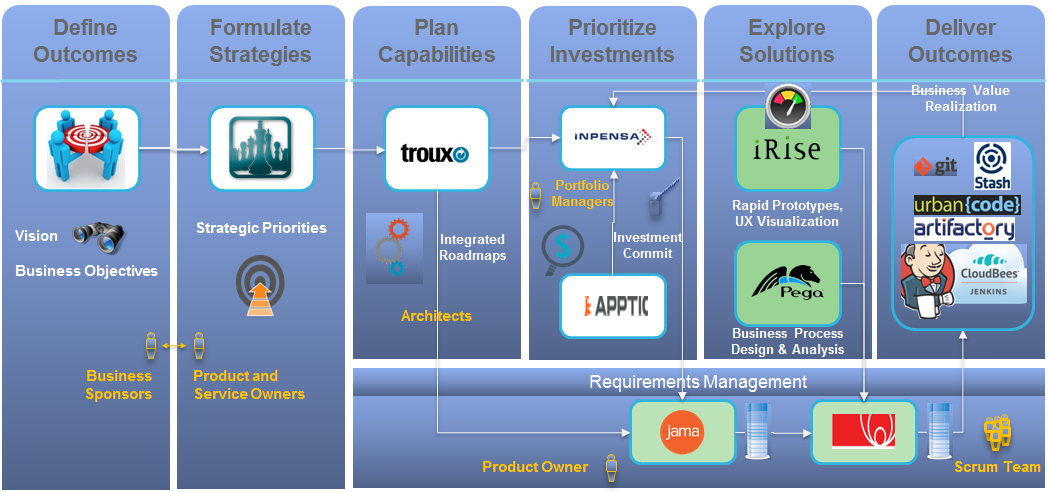 Define
Outcomes
Formulate
Strategies
Plan
Capabilities
Prioritize
Investments
Explore
Solutions
Deliver
Outcomes
Vision
Business Objectives
Business
Sponsors
Strategic Priorities
Product and
Service Owners
troux
Integrated
Roadmaps
Architects
INPENSA
Portfolio
Managers
$
Investment
Commit
APPTIO
iRise
Rapid Prototypes,
UX Visualization
Pega
Business Process
Design & Analysis
Business Value
Realization
git
Stash
urban{code}
artifactory
CloudBees
JENKINS
Requirements Management
jama
Product Owner
Scrum Team